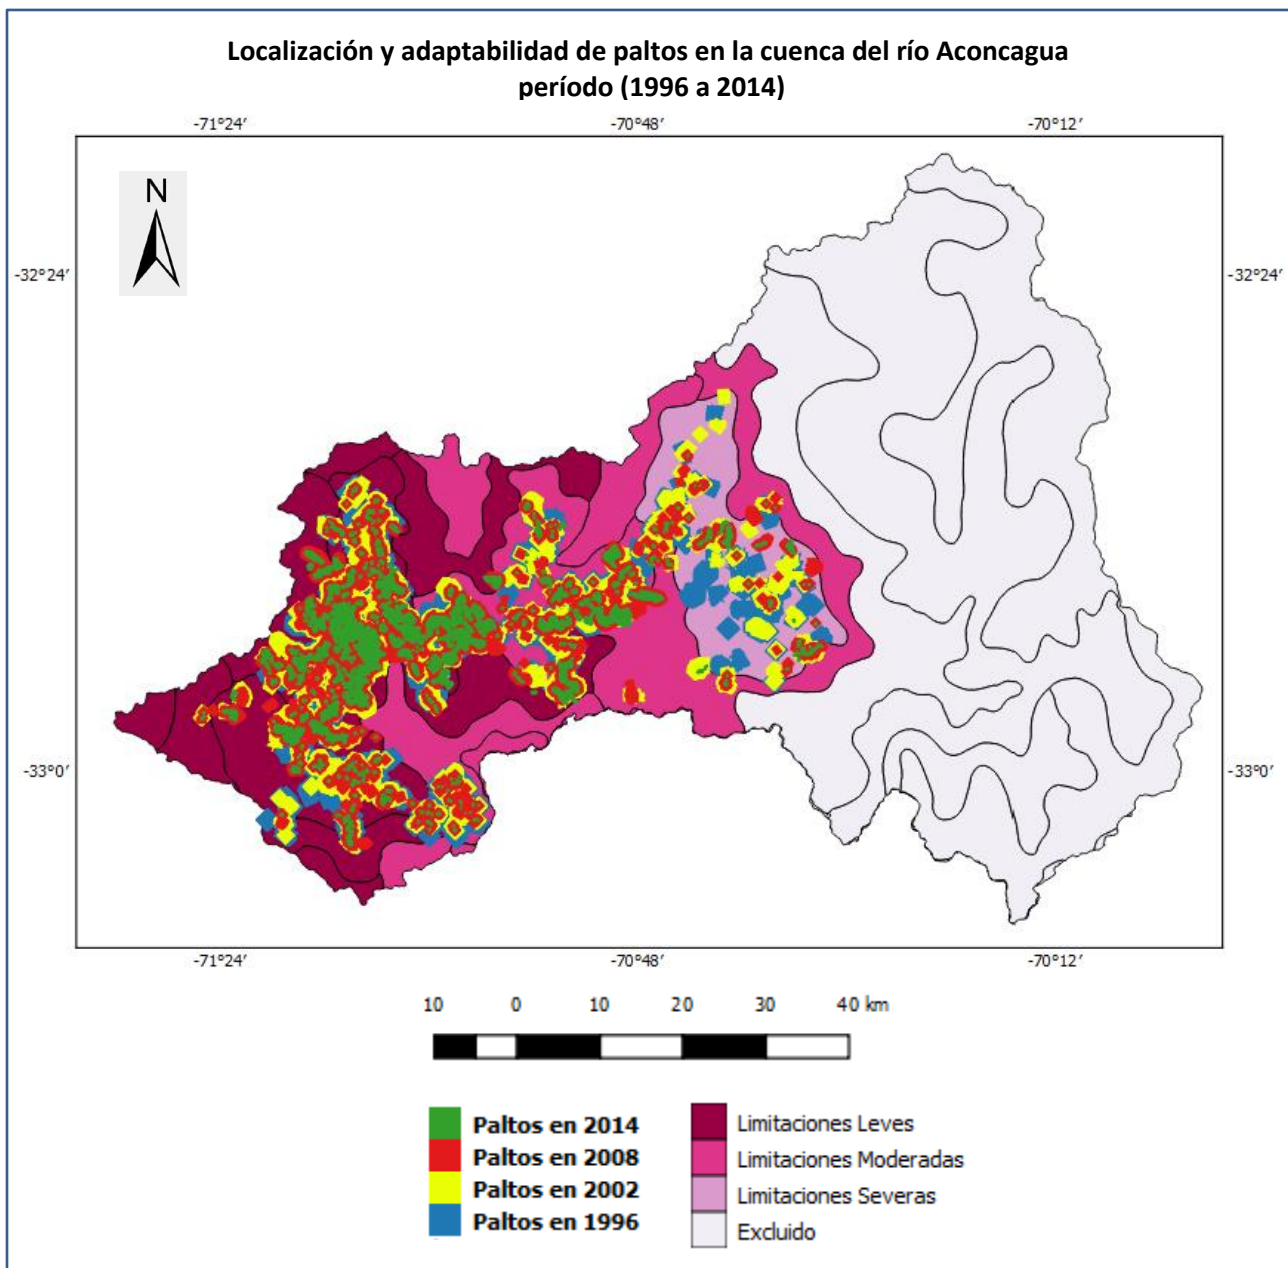 Localización y adaptabilidad de paltos en la cuenca del río Aconcagua
período (1996 a 2014)
-71°24′ -70°48′ -70°12′
N
-32°24′ -32°24′
-33°0′ -33°0′
-71°24′ -70°48′ -70°12′
10 0 10 20 30 40 km
Paltos en 2014
Paltos en 2008
Paltos en 2002
Paltos en 1996
Limitaciones Leves
Limitaciones Moderadas
Limitaciones Severas
Excluido